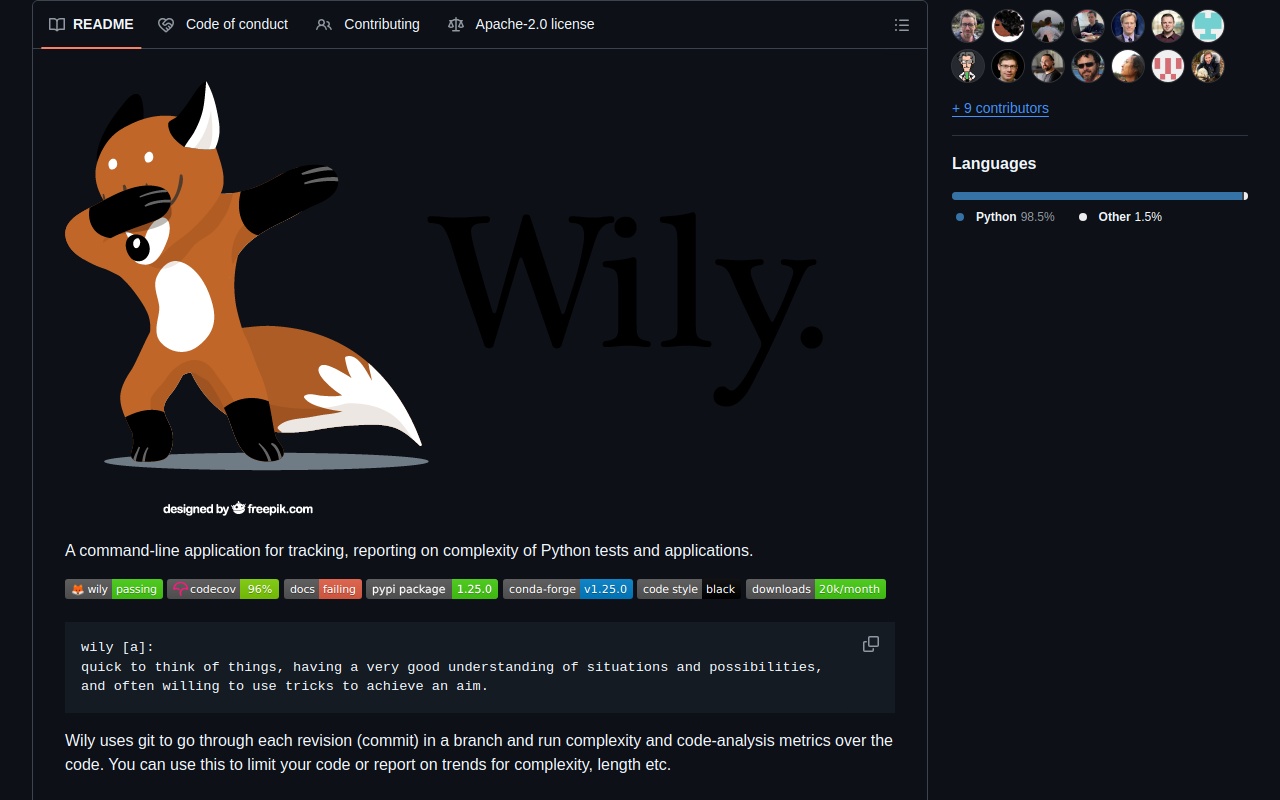 README
Code of conduct
Contributing
Apache-2.0 license
Wily.
designed by freepik.com
A command-line application for tracking, reporting on complexity of Python tests and applications.
wily passing
codecov 96%
docs failing
pypi package 1.25.0
conda-forge v1.25.0
code style black
downloads 20k/month
wily [a]:
quick to think of things, having a very good understanding of situations and possibilities,
and often willing to use tricks to achieve an aim.
Wily uses git to go through each revision (commit) in a branch and run complexity and code-analysis metrics over the
code. You can use this to limit your code or report on trends for complexity, length etc.
+ 9 contributors
Languages
Python 98.5%
Other 1.5%